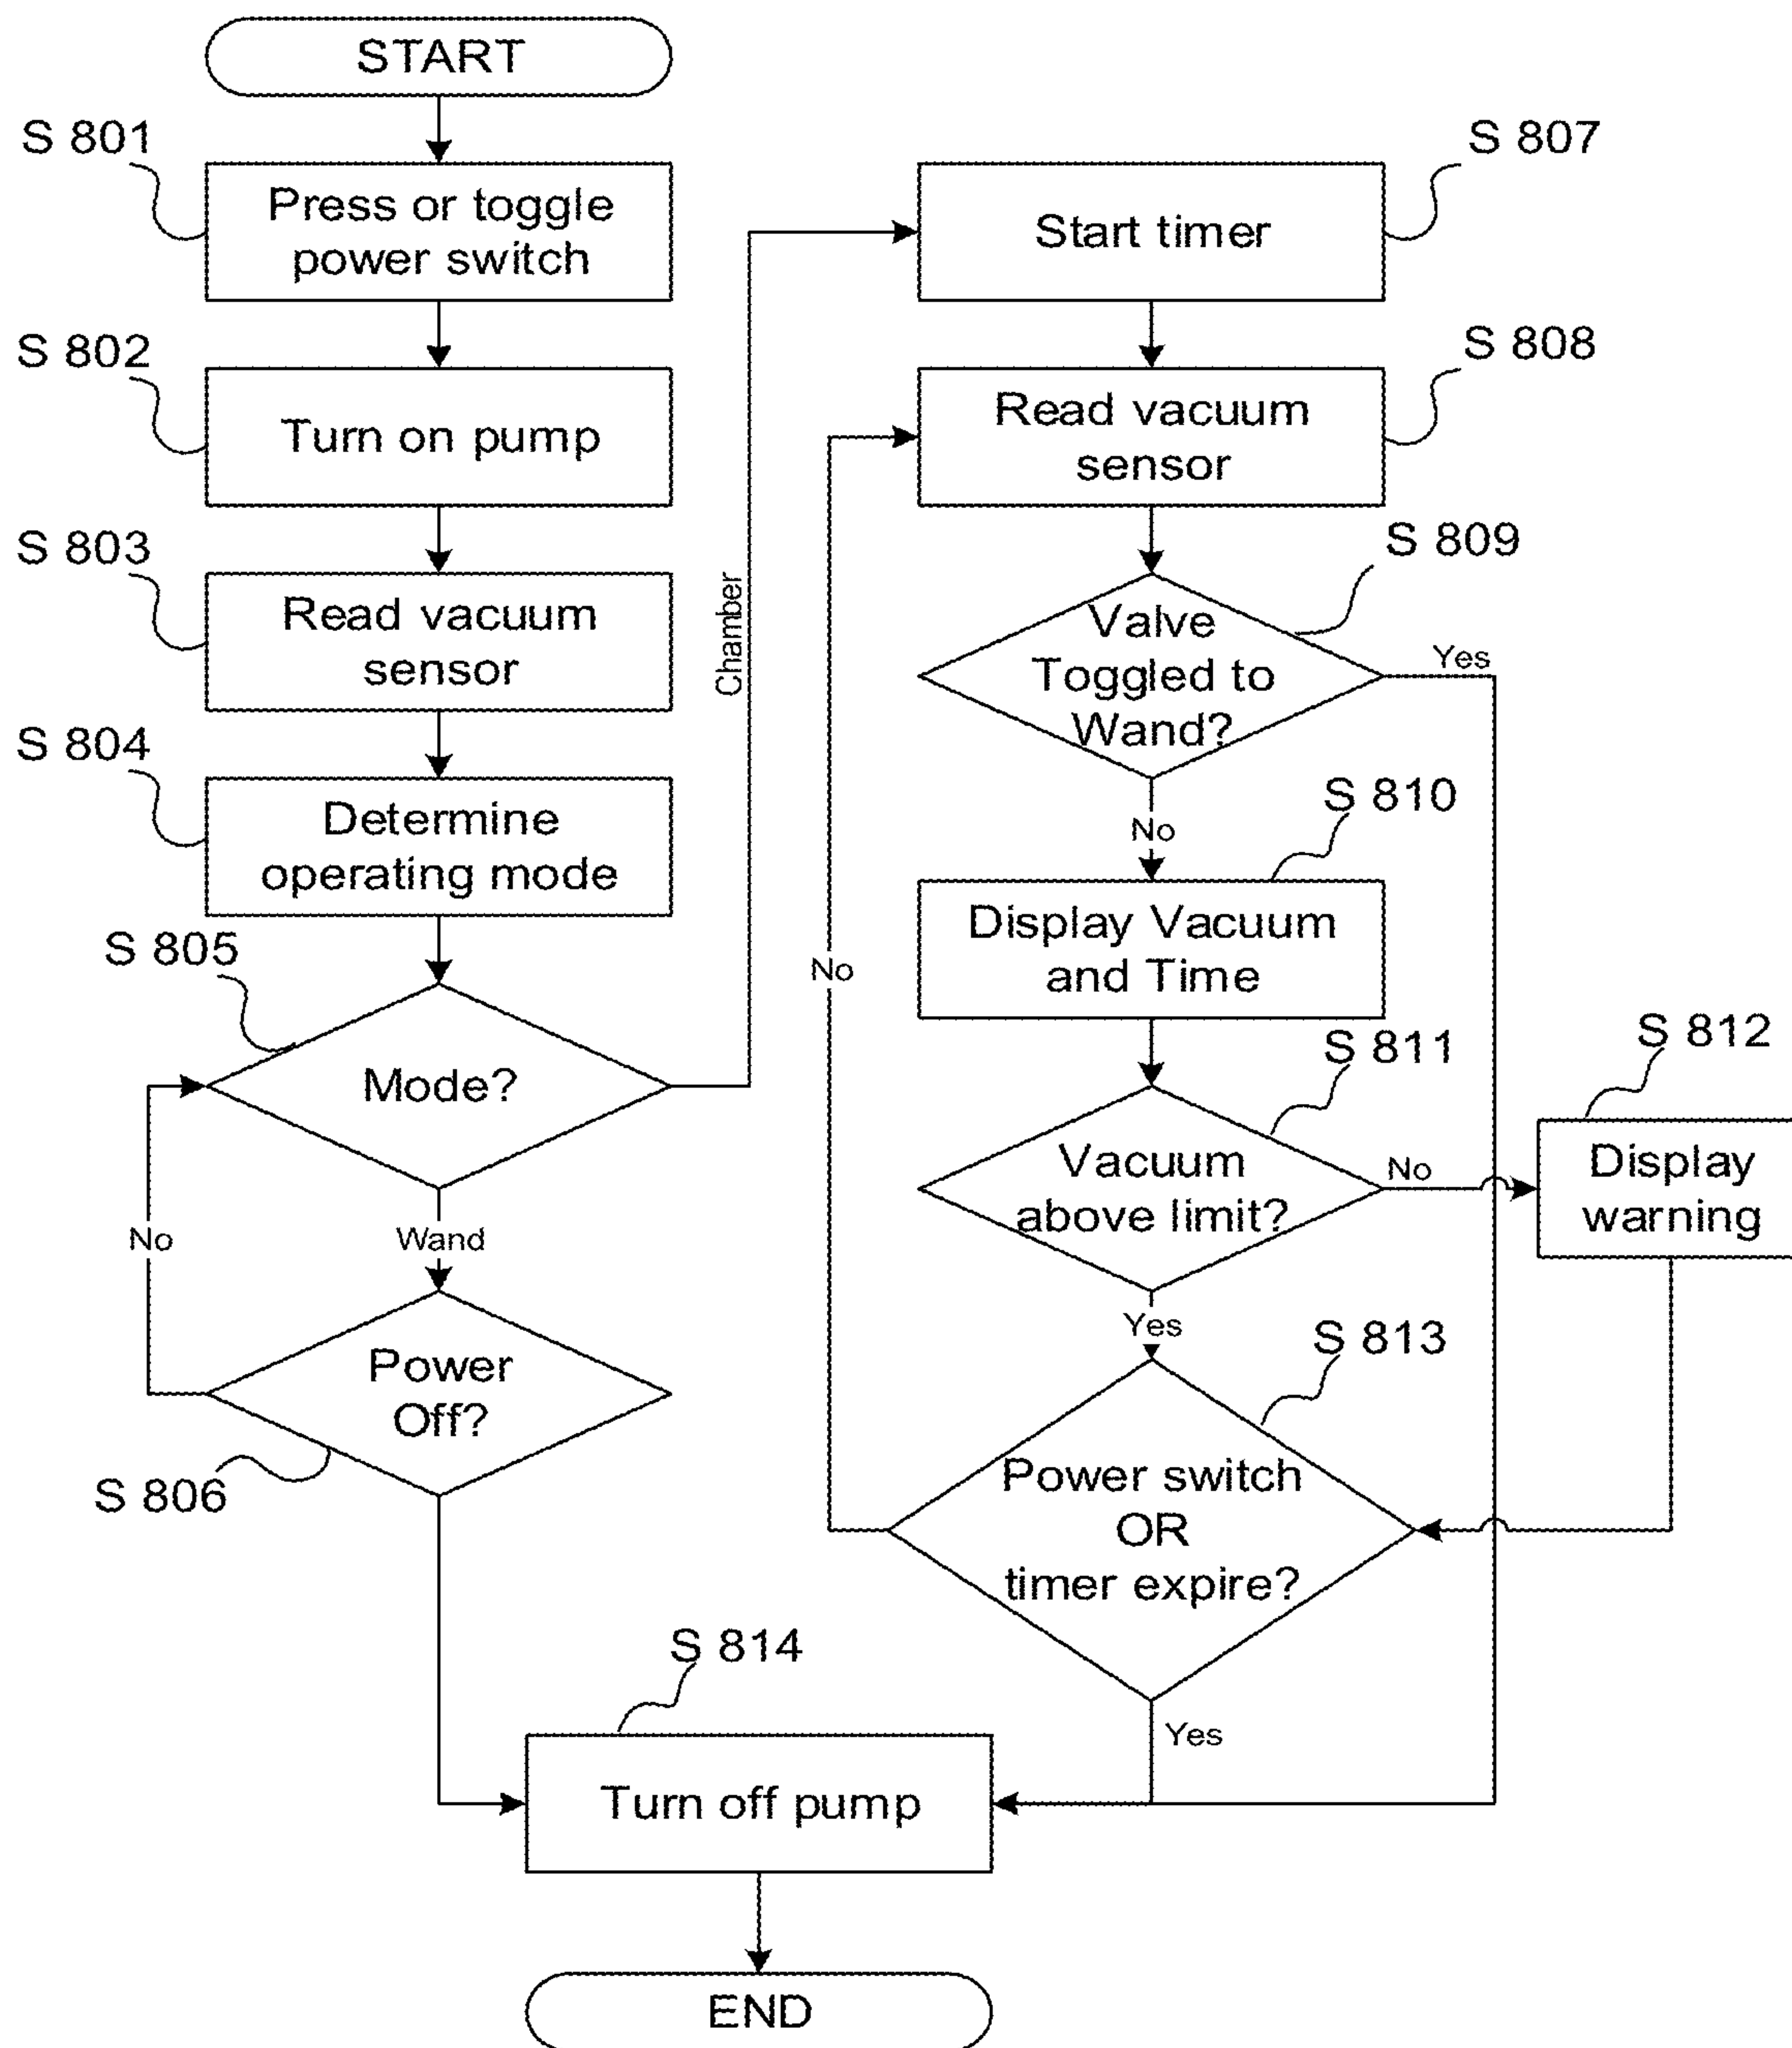 START
S 801
Press or toggle
power switch
S 802
Turn on pump
S 803
Read vacuum
sensor
S 804
Determine
operating mode
S 805
Mode?
Chamber
Wand
No
Power
Off?
S 806
S 807
Start timer
S 808
Read vacuum
sensor
S 809
Valve
Toggled to
Wand?
Yes
No
S 810
Display Vacuum
and Time
No
S 811
Vacuum
above limit?
No
S 812
Display
warning
Yes
S 813
Power switch
OR
timer expire?
Yes
S 814
Turn off pump
END